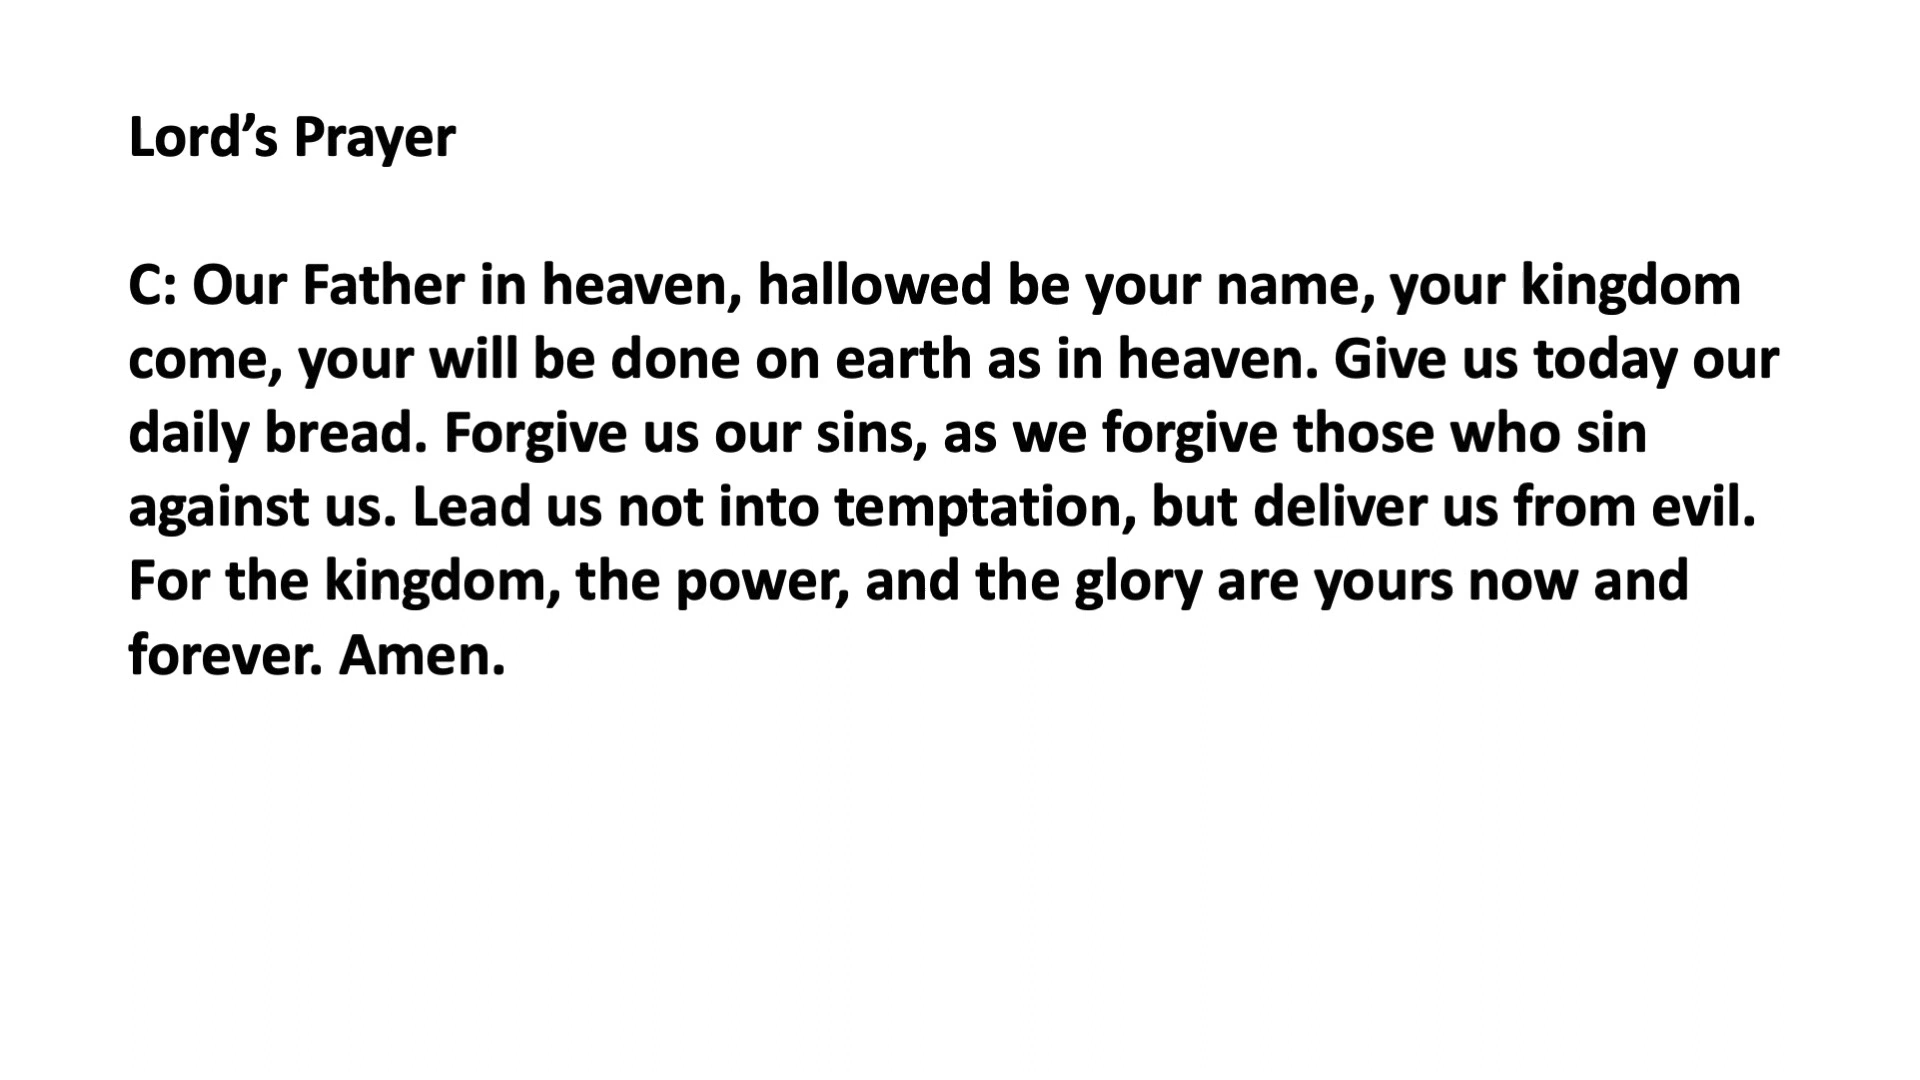 Lord’s Prayer
C: Our Father in heaven, hallowed be your name, your kingdom
come, your will be done on earth as in heaven. Give us today our
daily bread. Forgive us our sins, as we forgive those who sin
against us. Lead us not into temptation, but deliver us from evil.
For the kingdom, the power, and the glory are yours now and
forever. Amen.